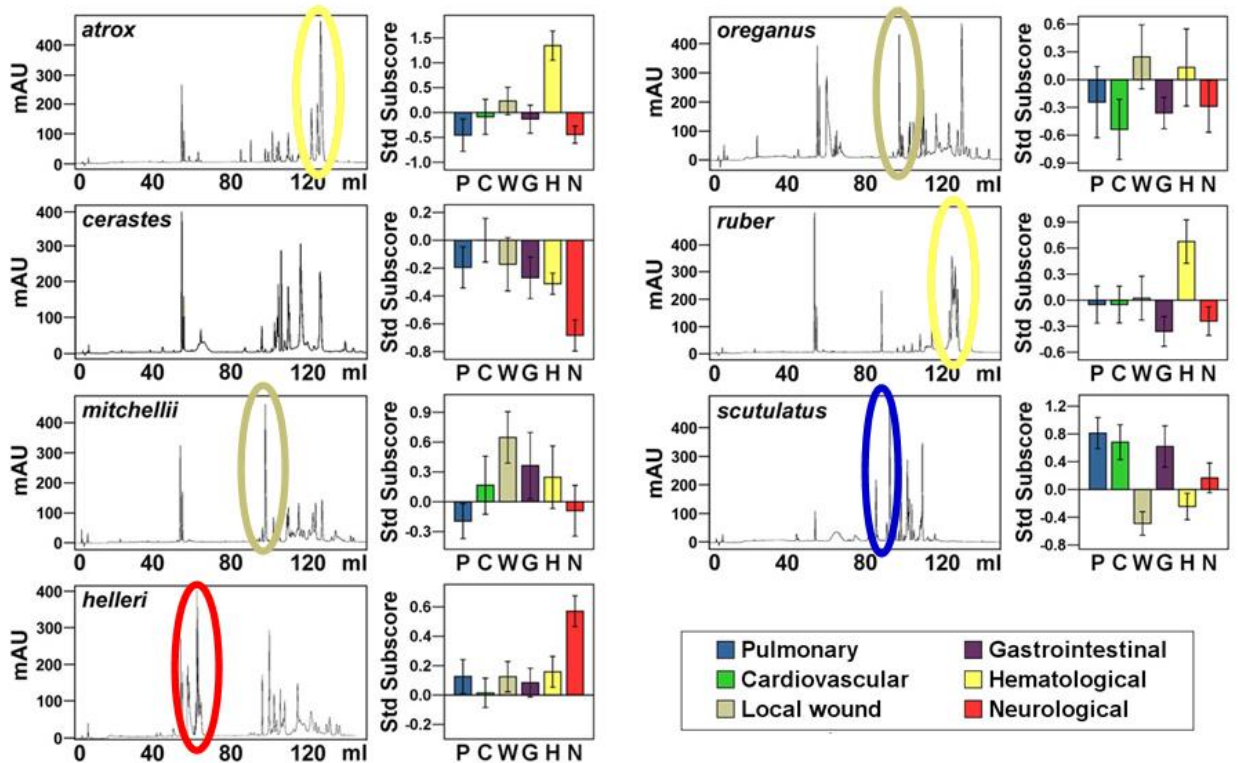 atrox
mAU
400
300
200
100
0
0 40 80 120 ml
Std Subscore
1.5
1.0
0.5
0.0
-0.5
-1.0
P C W G H N
oreganus
mAU
400
300
200
100
0
0 40 80 120 ml
Std Subscore
0.6
0.3
0.0
-0.3
-0.6
-0.9
P C W G H N
cerastes
mAU
400
300
200
100
0
0 40 80 120 ml
Std Subscore
0.2
0.0
-0.2
-0.4
-0.6
-0.8
P C W G H N
ruber
mAU
400
300
200
100
0
0 40 80 120 ml
Std Subscore
0.9
0.6
0.3
0.0
-0.3
-0.6
P C W G H N
mitchellii
mAU
400
300
200
100
0
0 40 80 120 ml
Std Subscore
0.9
0.6
0.3
0.0
-0.3
P C W G H N
scutulatus
mAU
400
300
200
100
0
0 40 80 120 ml
Std Subscore
1.2
0.8
0.4
0.0
-0.4
-0.8
P C W G H N
helleri
mAU
400
300
200
100
0
0 40 80 120 ml
Std Subscore
0.6
0.4
0.2
0.0
-0.2
P C W G H N
Pulmonary Gastrointestinal
Cardiovascular Hematological
Local wound Neurological